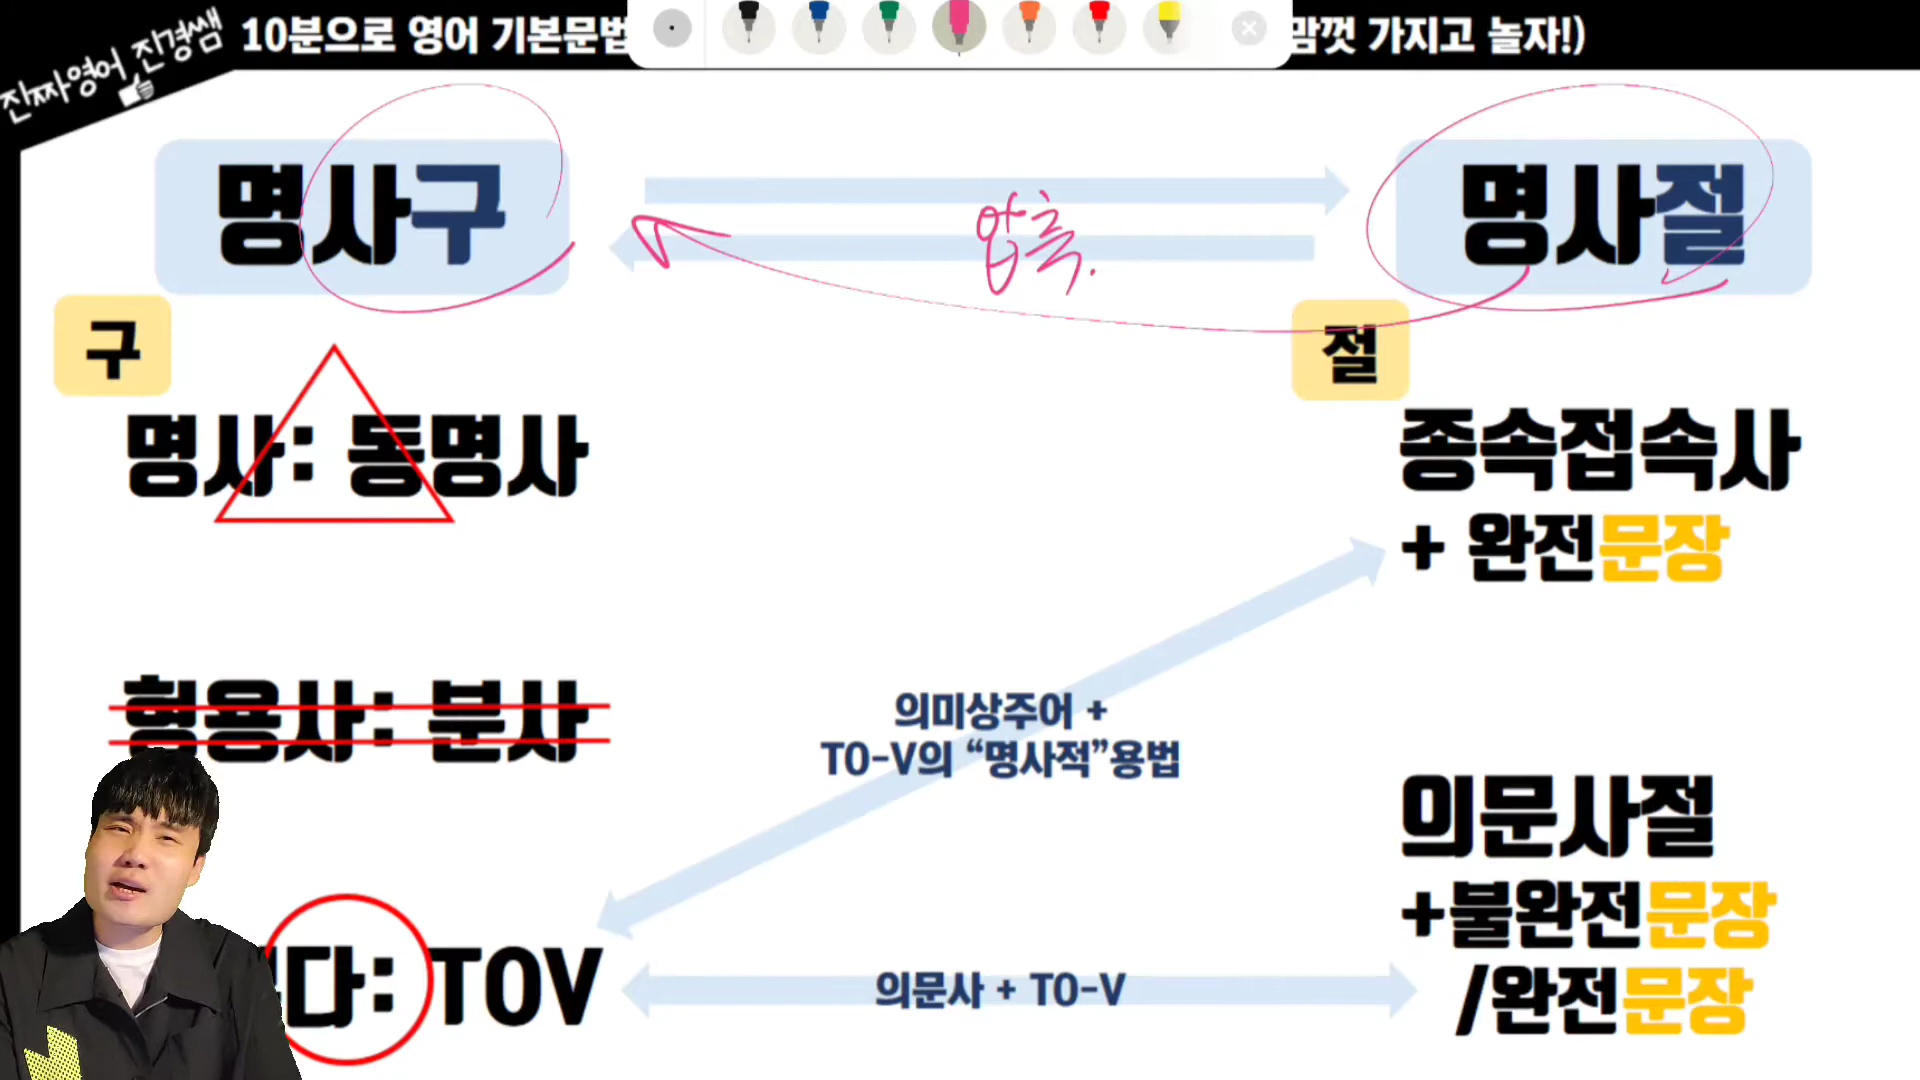 진짜영어 진경쌤
10분으로 영어 기본문법
맘껏 가지고 놀자!)
명사구
명사절
압축.
구
절
명사: 동명사
종속접속사
+ 완전문장
형용사: 분사
의미상주어 +
TO-V의 “명사적”용법
의문사절
+불완전문장
/완전문장
다: TOV
의문사 + TO-V